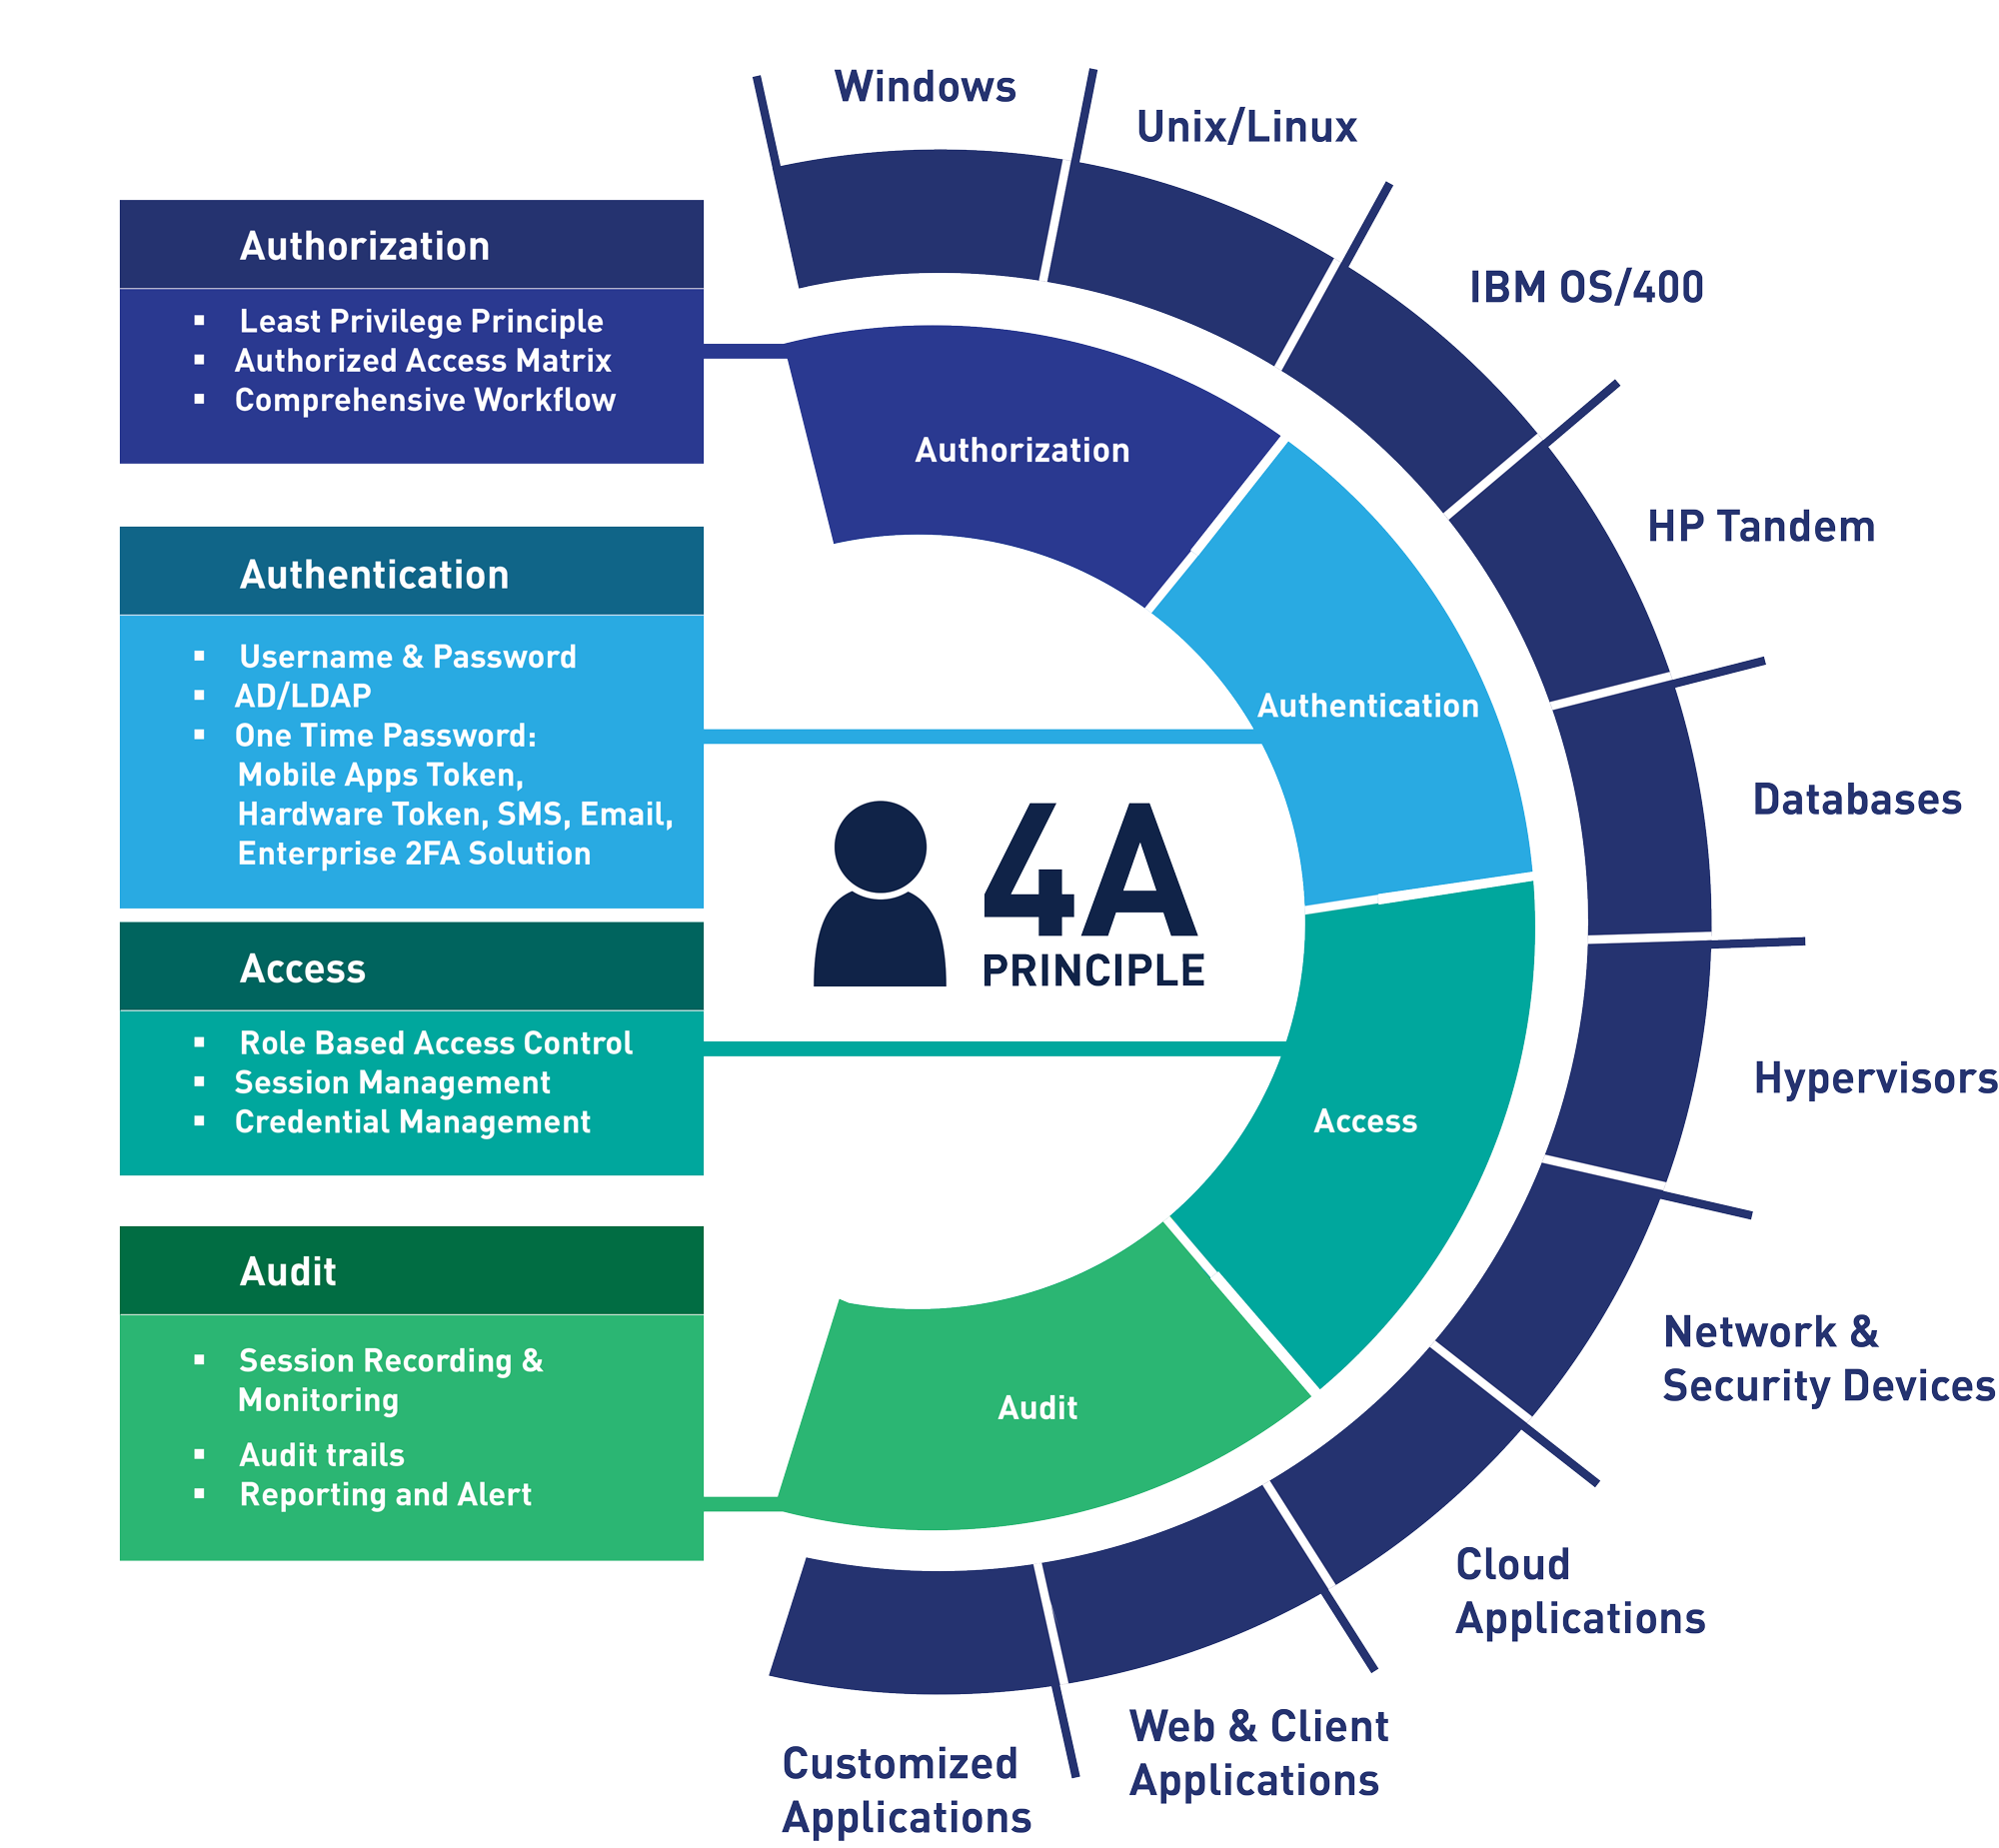 Windows
Unix/Linux
IBM OS/400
HP Tandem
Databases
Hypervisors
Network &
Security Devices
Cloud
Applications
Web & Client
Applications
Customized
Applications
Authorization
▪ Least Privilege Principle
▪ Authorized Access Matrix
▪ Comprehensive Workflow
Authentication
▪ Username & Password
▪ AD/LDAP
▪ One Time Password:
Mobile Apps Token,
Hardware Token, SMS, Email,
Enterprise 2FA Solution
Access
▪ Role Based Access Control
▪ Session Management
▪ Credential Management
Audit
▪ Session Recording &
Monitoring
▪ Audit trails
▪ Reporting and Alert
Authorization
Authentication
Access
Audit
4A
PRINCIPLE